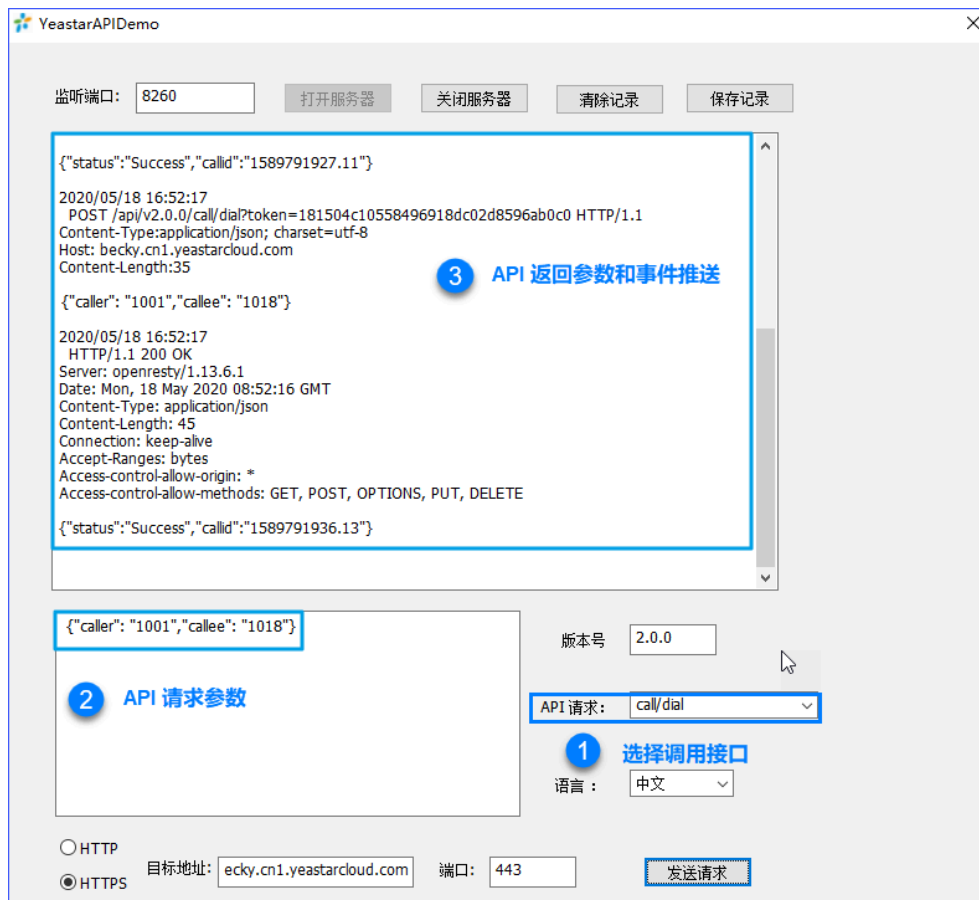 YeastarAPIDemo
监听端口: 8260 打开服务器 关闭服务器 清除记录 保存记录
{"status":"Success","callid":"1589791927.11"}
2020/05/18 16:52:17
POST /api/v2.0.0/call/dial?token=181504c10558496918dc02d8596ab0c0 HTTP/1.1
Content-Type:application/json; charset=utf-8
Host: becky.cn1.yeastarcloud.com
Content-Length:35
3 API 返回参数和事件推送
{"caller": "1001","callee": "1018"}
2020/05/18 16:52:17
HTTP/1.1 200 OK
Server: openresty/1.13.6.1
Date: Mon, 18 May 2020 08:52:16 GMT
Content-Type: application/json
Content-Length: 45
Connection: keep-alive
Accept-Ranges: bytes
Access-control-allow-origin: *
Access-control-allow-methods: GET, POST, OPTIONS, PUT, DELETE
{"status":"Success","callid":"1589791936.13"}
{"caller": "1001","callee": "1018"}
2 API 请求参数
版本号 2.0.0
API 请求: call/dial
1 选择调用接口
语言 : 中文
HTTP
HTTPS
目标地址: ecky.cn1.yeastarcloud.com 端口: 443 发送请求